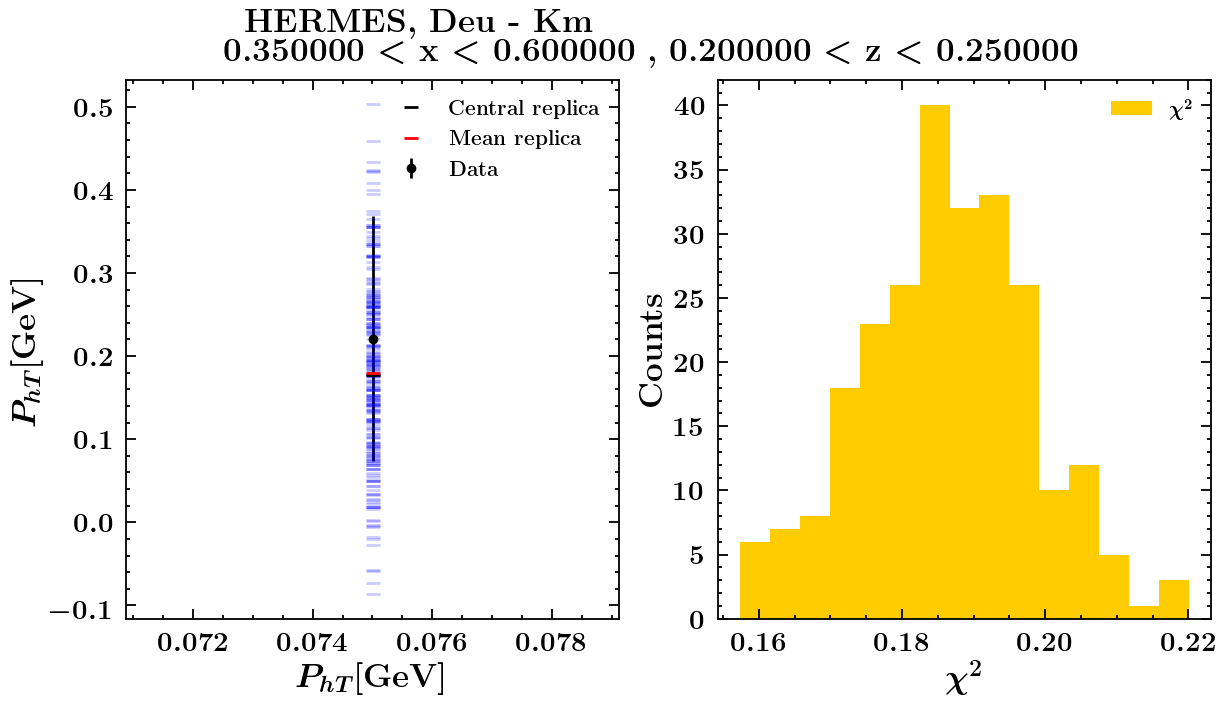 HERMES, Deu - Km
0.350000 < x < 0.600000 , 0.200000 < z < 0.250000
0.5
0.4
0.3
0.2
0.1
0.0
−0.1
P_{hT}[GeV]
Central replica
Mean replica
Data
0.072 0.074 0.076 0.078
P_{hT}[GeV]
40
35
30
25
20
15
10
5
0
Counts
χ²
0.16 0.18 0.20 0.22
χ²